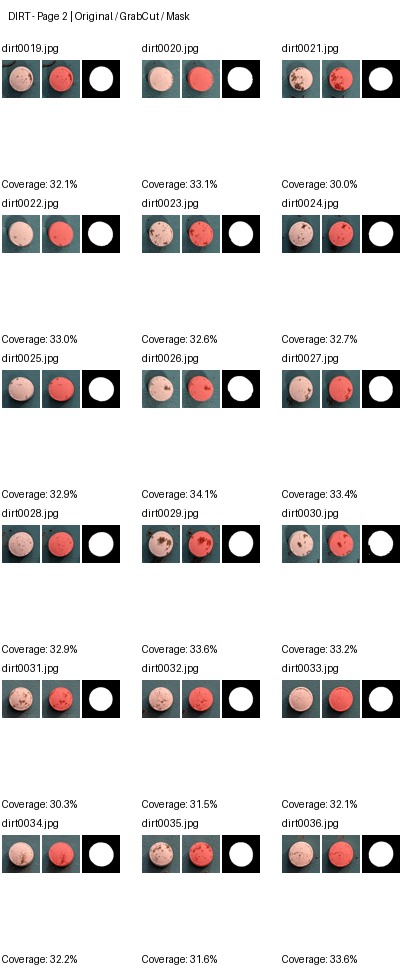 DIRT - Page 2 | Original / GrabCut / Mask
dirt0019.jpg dirt0020.jpg dirt0021.jpg
Coverage: 32.1% Coverage: 33.1% Coverage: 30.0%
dirt0022.jpg dirt0023.jpg dirt0024.jpg
Coverage: 33.0% Coverage: 32.6% Coverage: 32.7%
dirt0025.jpg dirt0026.jpg dirt0027.jpg
Coverage: 32.9% Coverage: 34.1% Coverage: 33.4%
dirt0028.jpg dirt0029.jpg dirt0030.jpg
Coverage: 32.9% Coverage: 33.6% Coverage: 33.2%
dirt0031.jpg dirt0032.jpg dirt0033.jpg
Coverage: 30.3% Coverage: 31.5% Coverage: 32.1%
dirt0034.jpg dirt0035.jpg dirt0036.jpg
Coverage: 32.2% Coverage: 31.6% Coverage: 33.6%